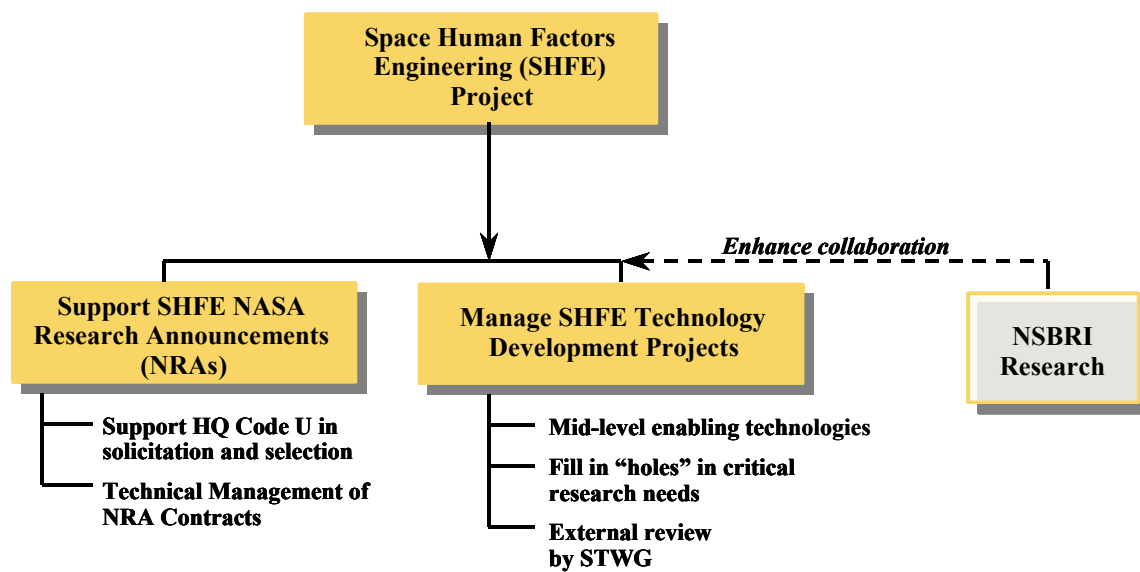 Space Human Factors
Engineering (SHFE)
Project
Enhance collaboration
Support SHFE NASA
Research Announcements
(NRAs)
Manage SHFE Technology
Development Projects
NSBRI
Research
Support HQ Code U in
solicitation and selection
Technical Management of
NRA Contracts
Mid-level enabling technologies
Fill in “holes” in critical
research needs
External review
by STWG